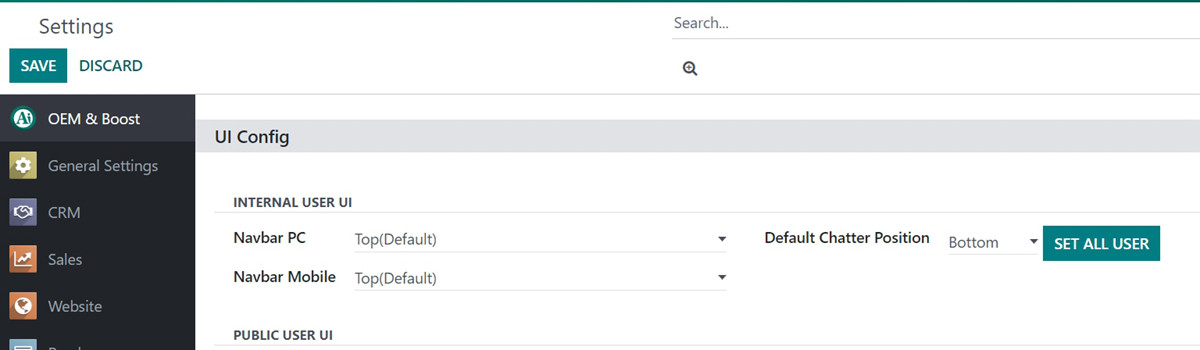 Settings
Search...
SAVE DISCARD
Ai OEM & Boost
UI Config
General Settings
INTERNAL USER UI
CRM
Navbar PC Top(Default) Default Chatter Position Bottom SET ALL USER
Sales
Navbar Mobile Top(Default)
Website
PUBLIC USER UI